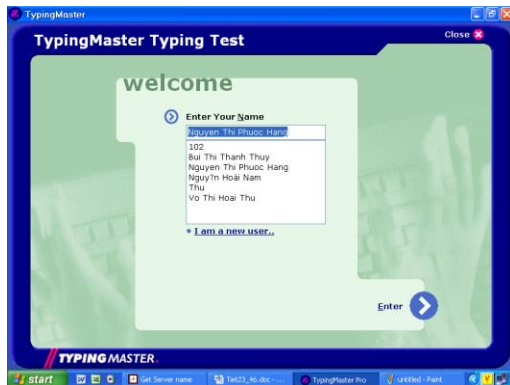 TypingMaster
TypingMaster Typing Test
Close
welcome
Enter Your Name
Nguyen Thi Phuoc Hang
102
Bui Thi Thanh Thuy
Nguyen Thi Phuoc Hang
Nguy?n Hoài Nam
Thu
Vo Thi Hoai Thu
I am a new user..
Enter
TYPING MASTER
start
Get Server name
Tiet23_46.doc - ...
TypingMaster Pro
untitled - Paint